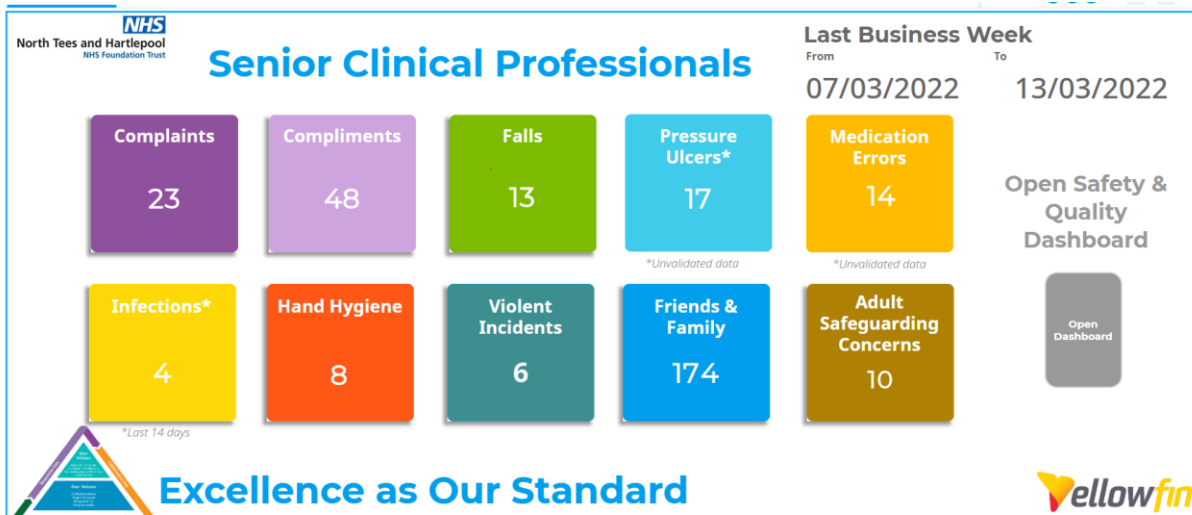 NHS
North Tees and Hartlepool
NHS Foundation Trust
Senior Clinical Professionals
Last Business Week
From
To
07/03/2022
13/03/2022
Complaints
23
Compliments
48
Falls
13
Pressure
Ulcers*
17
*Unvalidated data
Medication
Errors
14
*Unvalidated data
Open Safety &
Quality
Dashboard
Infections*
4
*Last 14 days
Hand Hygiene
8
Violent
Incidents
6
Friends &
Family
174
Adult
Safeguarding
Concerns
10
Open
Dashboard
Our
Vision
Our Values
Excellence as Our Standard
Yellowfin